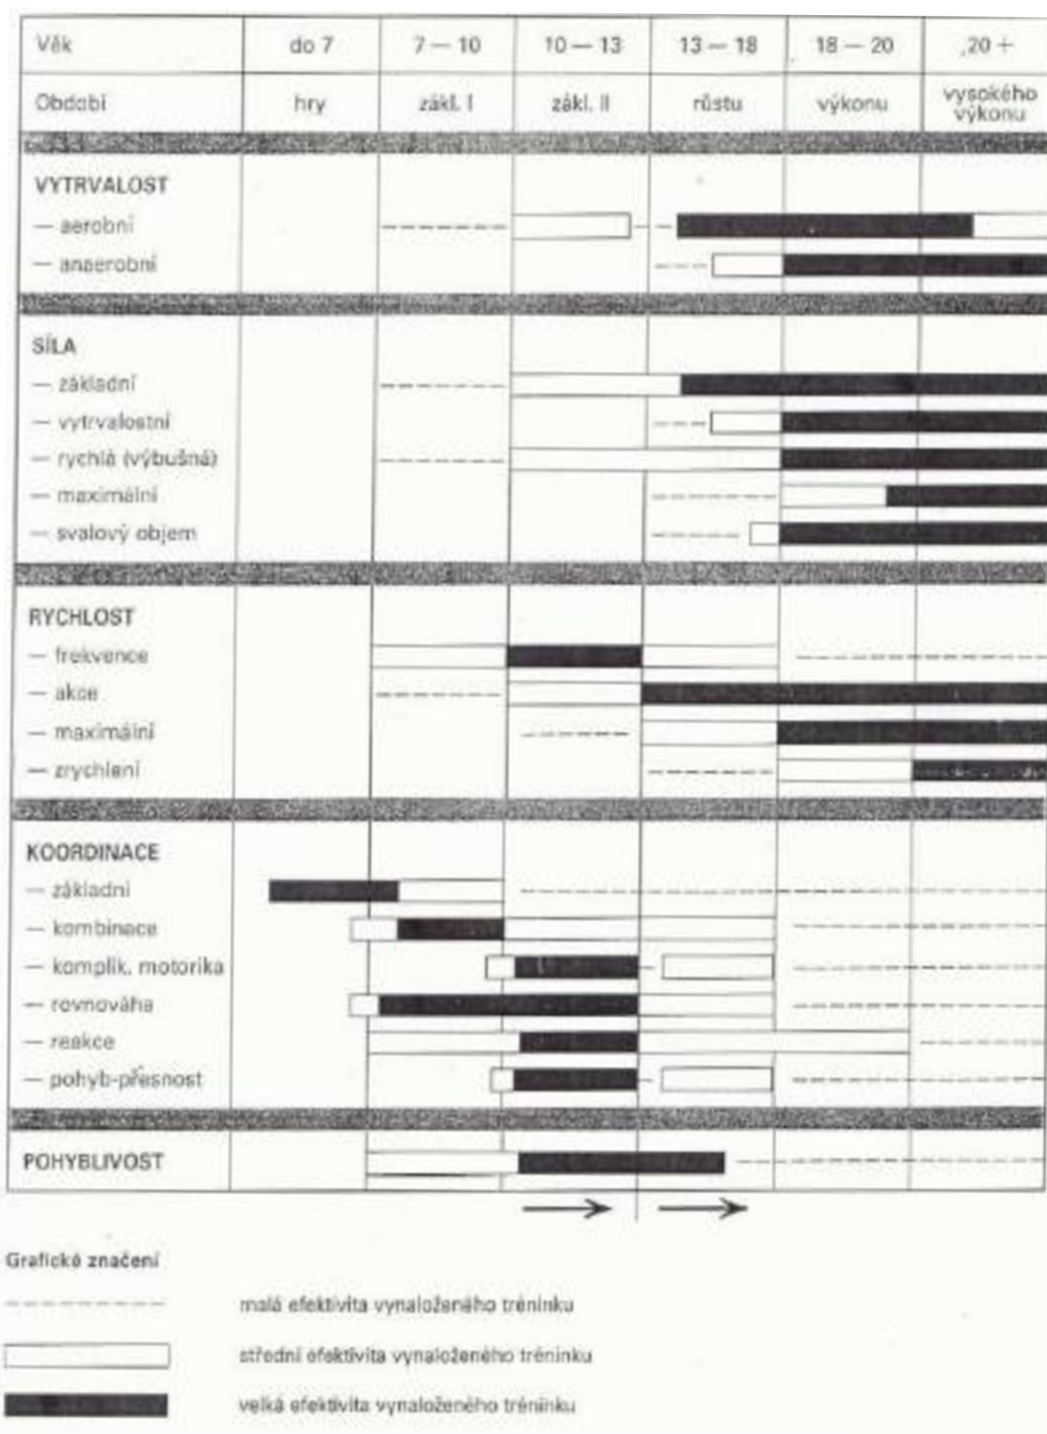 Věk do 7 7 — 10 10 — 13 13 — 18 18 — 20 20 +
Období hry zákl. I zákl. II růstu výkonu vysokého výkonu
VYTRVALOST
— aerobní
— anaerobní
SÍLA
— základní
— vytrvalostní
— rychlá (výbušná)
— maximální
— svalový objem
RYCHLOST
— frekvence
— akce
— maximální
— zrychlení
KOORDINACE
— základní
— kombinace
— komplik. motorika
— rovnováha
— reakce
— pohyb-přesnost
POHYBLIVOST
Grafické značení
malá efektivita vynaloženého tréninku
střední efektivita vynaloženého tréninku
velká efektivita vynaloženého tréninku